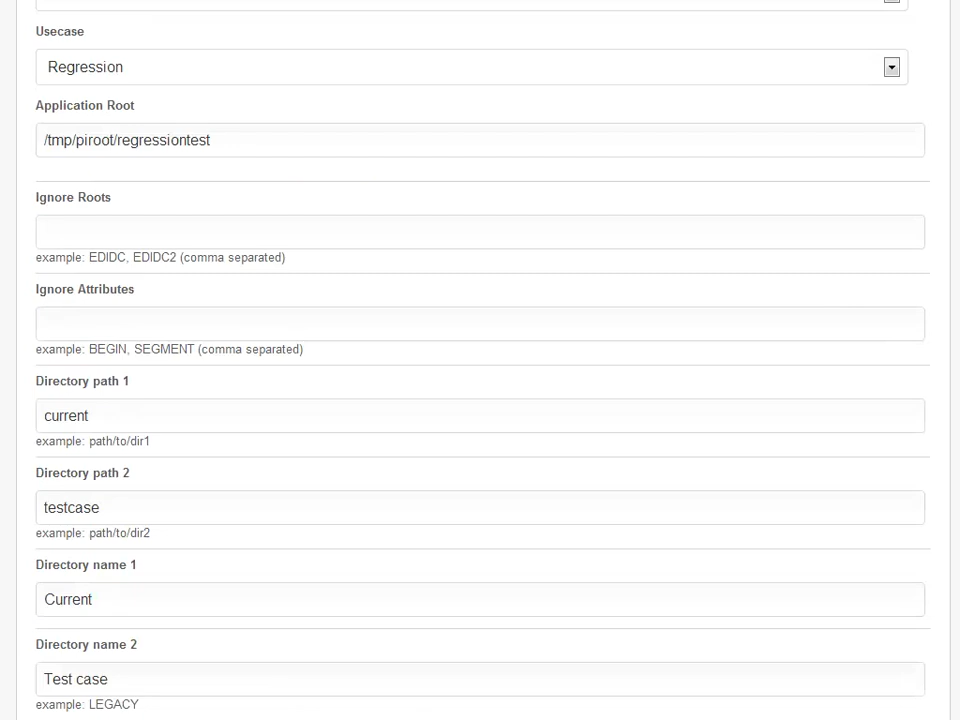 Usecase
Regression
Application Root
/tmp/piroot/regressiontest
Ignore Roots
example: EDIDC, EDIDC2 (comma separated)
Ignore Attributes
example: BEGIN, SEGMENT (comma separated)
Directory path 1
current
example: path/to/dir1
Directory path 2
testcase
example: path/to/dir2
Directory name 1
Current
Directory name 2
Test case
example: LEGACY